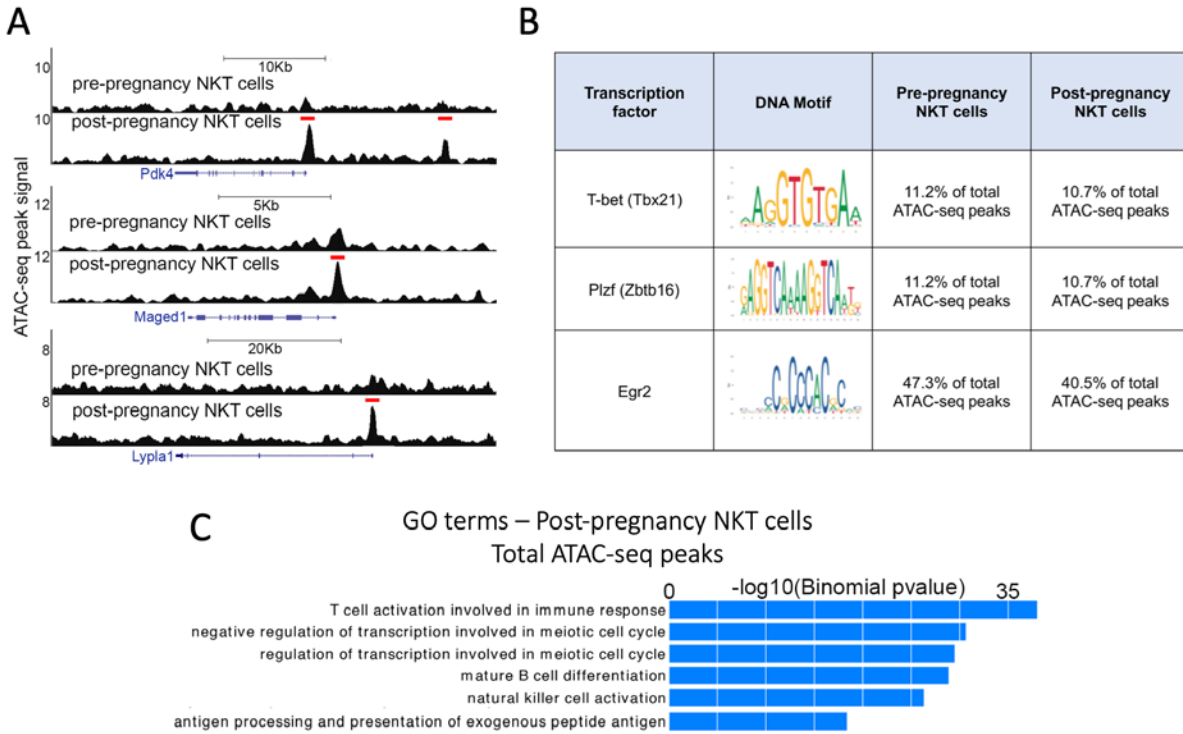 A
10
10Kb
pre-pregnancy NKT cells
10
post-pregnancy NKT cells
Pdk4
12
5Kb
pre-pregnancy NKT cells
12
post-pregnancy NKT cells
Maged1
20Kb
8
pre-pregnancy NKT cells
8
post-pregnancy NKT cells
Lypla1
ATAC-seq peak signal
B
Transcription factor
DNA Motif
Pre-pregnancy NKT cells
Post-pregnancy NKT cells
T-bet (Tbx21)
11.2% of total
ATAC-seq peaks
10.7% of total
ATAC-seq peaks
Plzf (Zbtb16)
11.2% of total
ATAC-seq peaks
10.7% of total
ATAC-seq peaks
Egr2
47.3% of total
ATAC-seq peaks
40.5% of total
ATAC-seq peaks
C
GO terms – Post-pregnancy NKT cells
Total ATAC-seq peaks
0 -log10(Binomial pvalue) 35
T cell activation involved in immune response
negative regulation of transcription involved in meiotic cell cycle
regulation of transcription involved in meiotic cell cycle
mature B cell differentiation
natural killer cell activation
antigen processing and presentation of exogenous peptide antigen